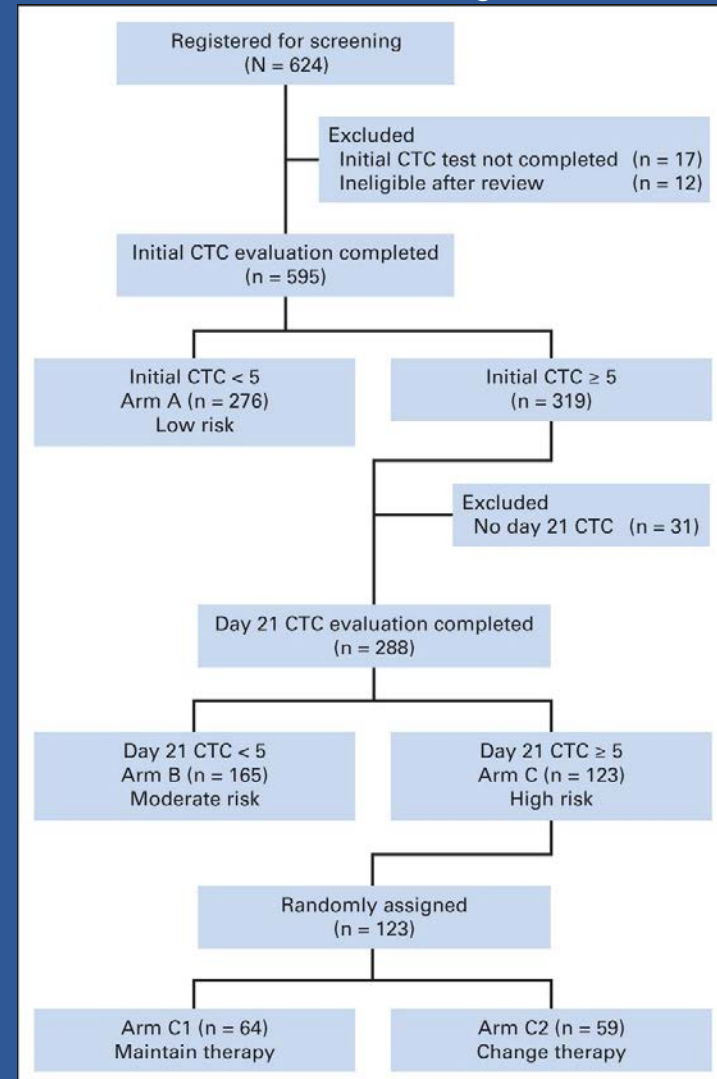 Registered for screening
(N = 624)
Excluded
Initial CTC test not completed (n = 17)
Ineligible after review (n = 12)
Initial CTC evaluation completed
(n = 595)
Initial CTC < 5
Arm A (n = 276)
Low risk
Initial CTC ≥ 5
(n = 319)
Excluded
No day 21 CTC (n = 31)
Day 21 CTC evaluation completed
(n = 288)
Day 21 CTC < 5
Arm B (n = 165)
Moderate risk
Day 21 CTC ≥ 5
Arm C (n = 123)
High risk
Randomly assigned
(n = 123)
Arm C1 (n = 64)
Maintain therapy
Arm C2 (n = 59)
Change therapy